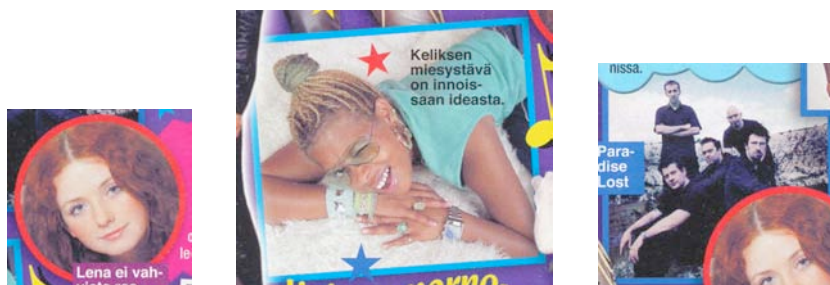 Lena ei vah-
Keliksen
miesystävä
on innois-
saan ideasta.
nissa.
Para-
dise
Lost